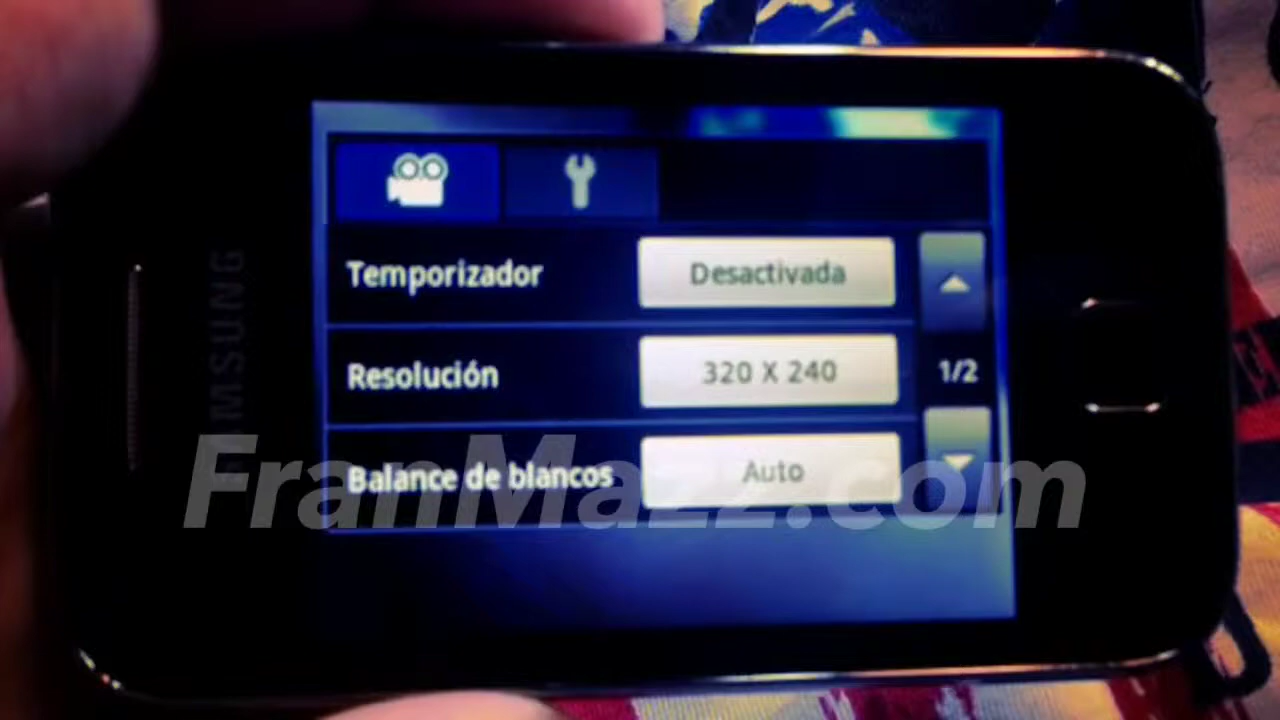 SAMSUNG
Temporizador Desactivada
Resolución 320 X 240
1/2
Balance de blancos Auto
FranMazz.com